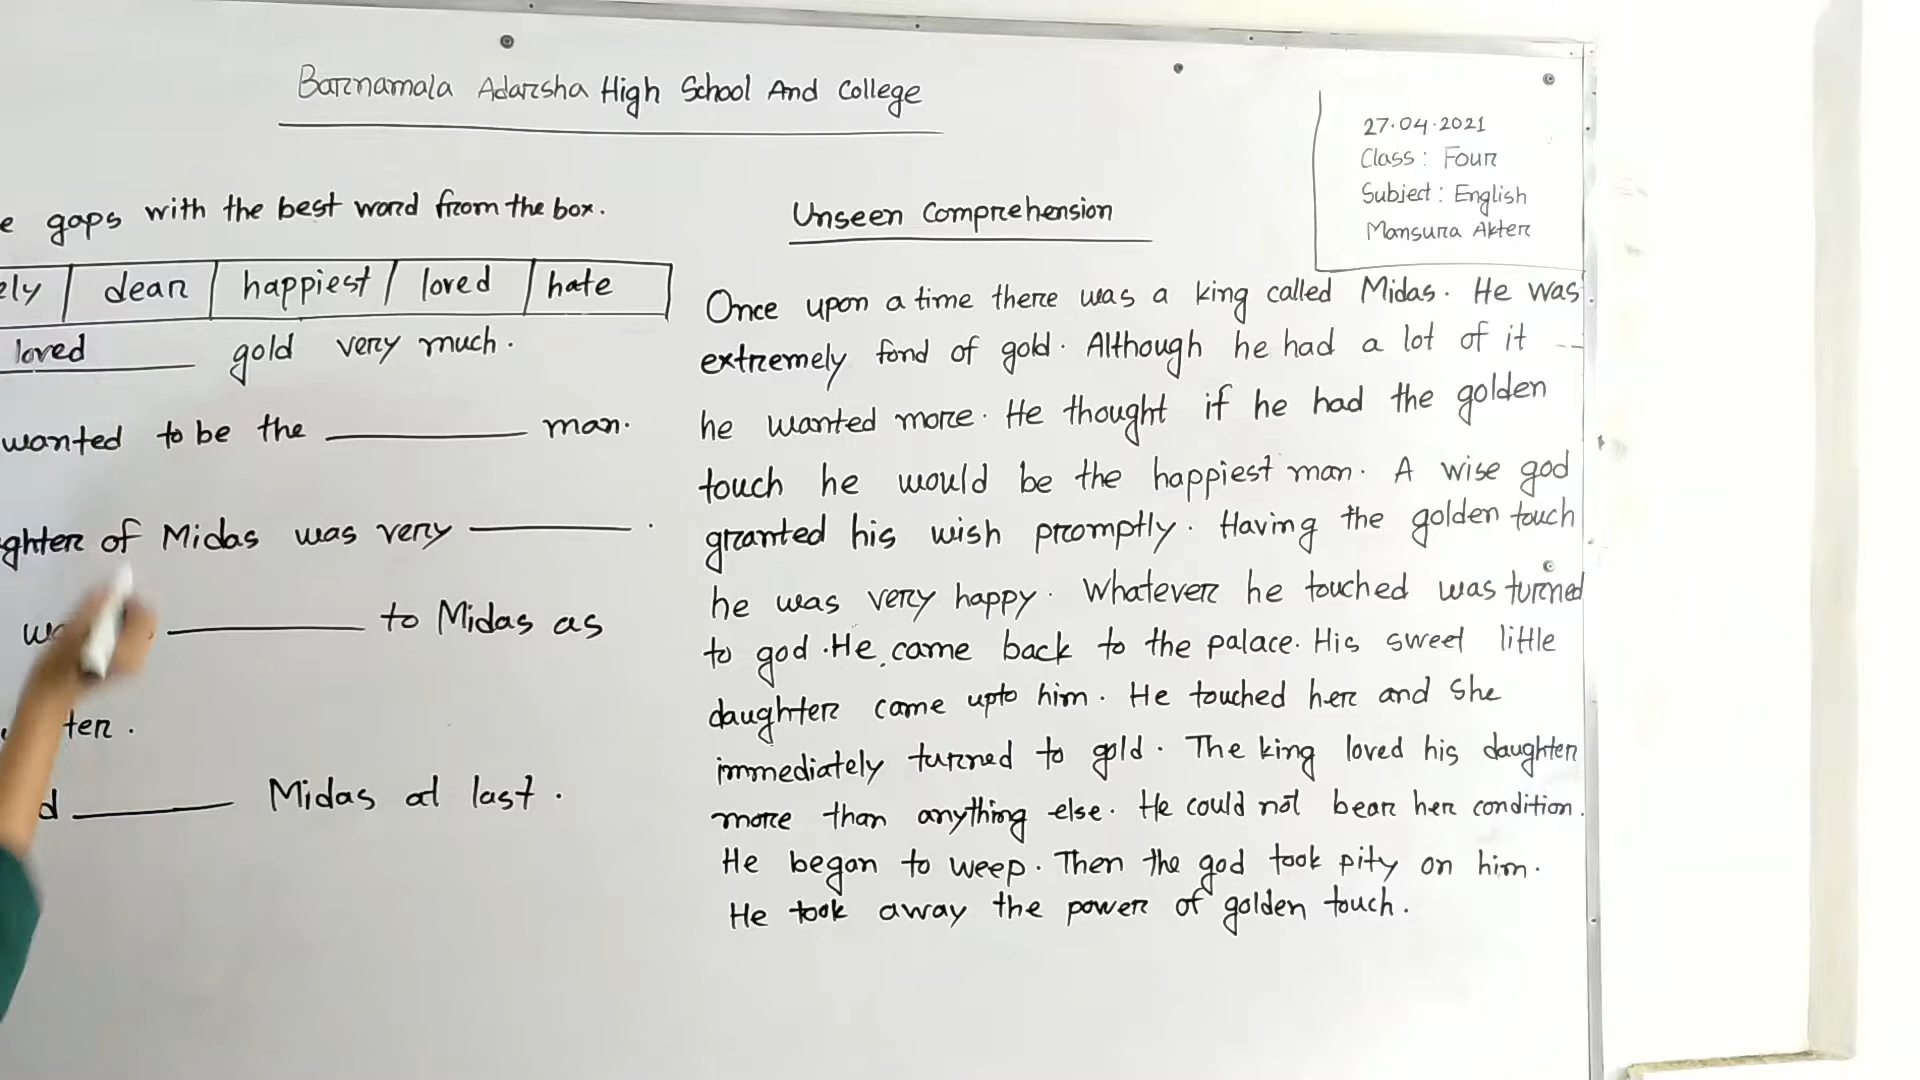 Barnamala Adarsha High School And College
27.04.2021
Class : Four
Subject : English
Mansura Akter
gaps with the best word from the box.
ely dear happiest loved hate
loved gold very much.
wanted to be the ________ man.
ghter of Midas was very ________ .
________ to Midas as
ter .
d ________ Midas at last .
Unseen Comprehension
Once upon a time there was a king called Midas. He was
extremely fond of gold. Although he had a lot of it
he wanted more. He thought if he had the golden
touch he would be the happiest man. A wise god
granted his wish promptly. Having the golden touch
he was very happy. Whatever he touched was turned
to god. He came back to the palace. His sweet little
daughter came upto him. He touched her and she
immediately turned to gold. The king loved his daughter
more than anything else. He could not bear her condition.
He began to weep. Then the god took pity on him.
He took away the power of golden touch.